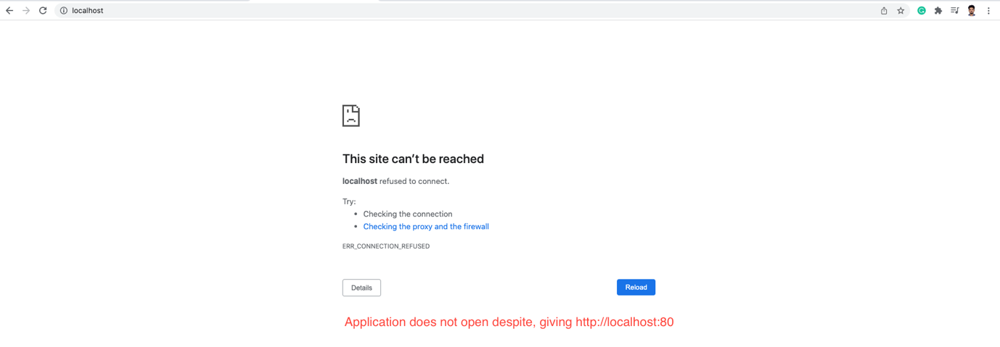 localhost
This site can’t be reached
localhost refused to connect.
Try:
Checking the connection
Checking the proxy and the firewall
ERR_CONNECTION_REFUSED
Details
Reload
Application does not open despite, giving http://localhost:80